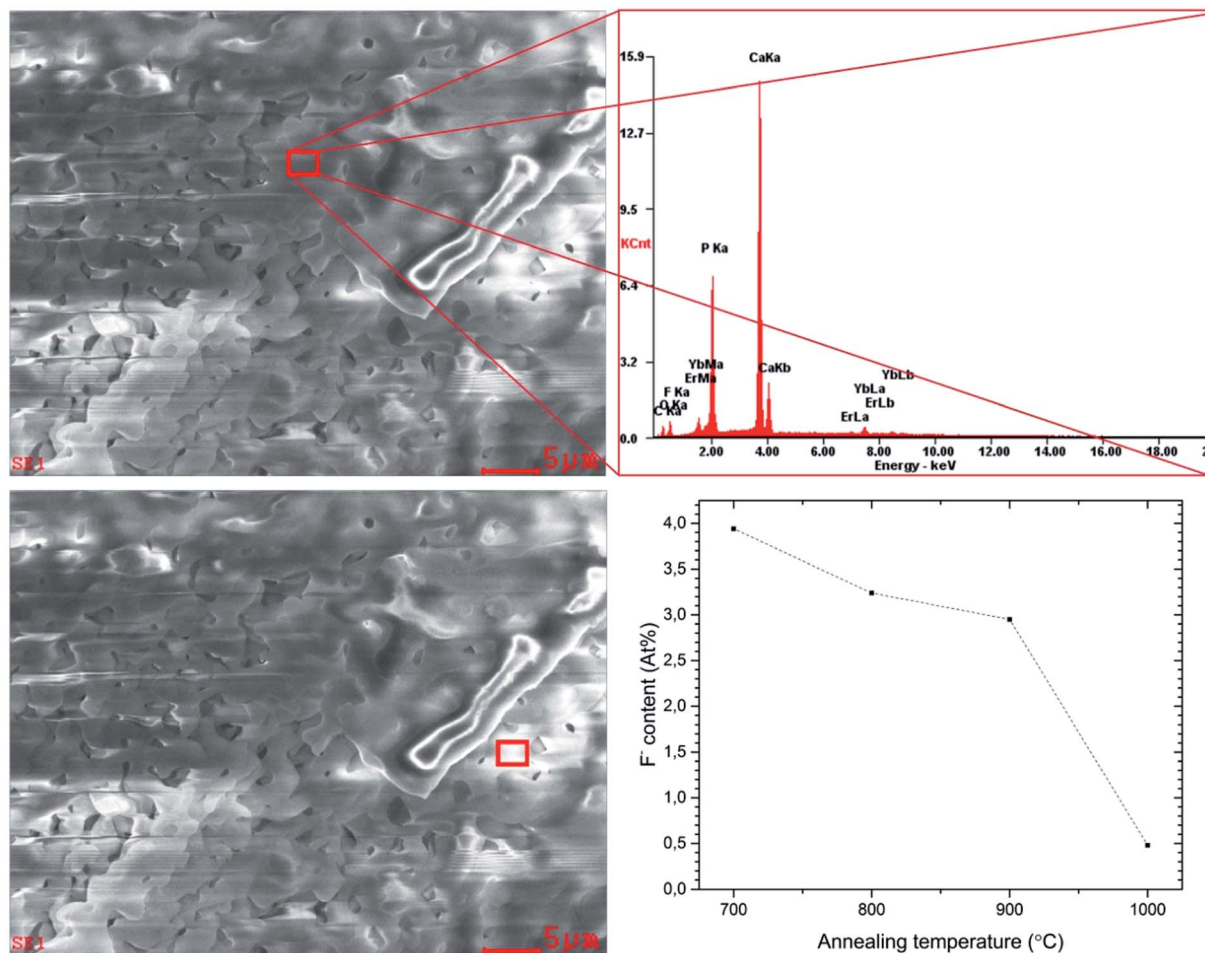 SE1
5 µm
15.9
12.7
9.5
KCnt
6.4
3.2
0.0
CaKa
P Ka
YbMa
ErMa
F Ka
O Ka
C Ka
CaKb
YbLb
YbLa
ErLb
ErLa
2.00 4.00 6.00 8.00 10.00 12.00 14.00 16.00 18.00
Energy - keV
SE1
5 µm
4,0
3,5
3,0
2,5
2,0
1,5
1,0
0,5
0,0
F⁻ content (At%)
700 800 900 1000
Annealing temperature (°C)